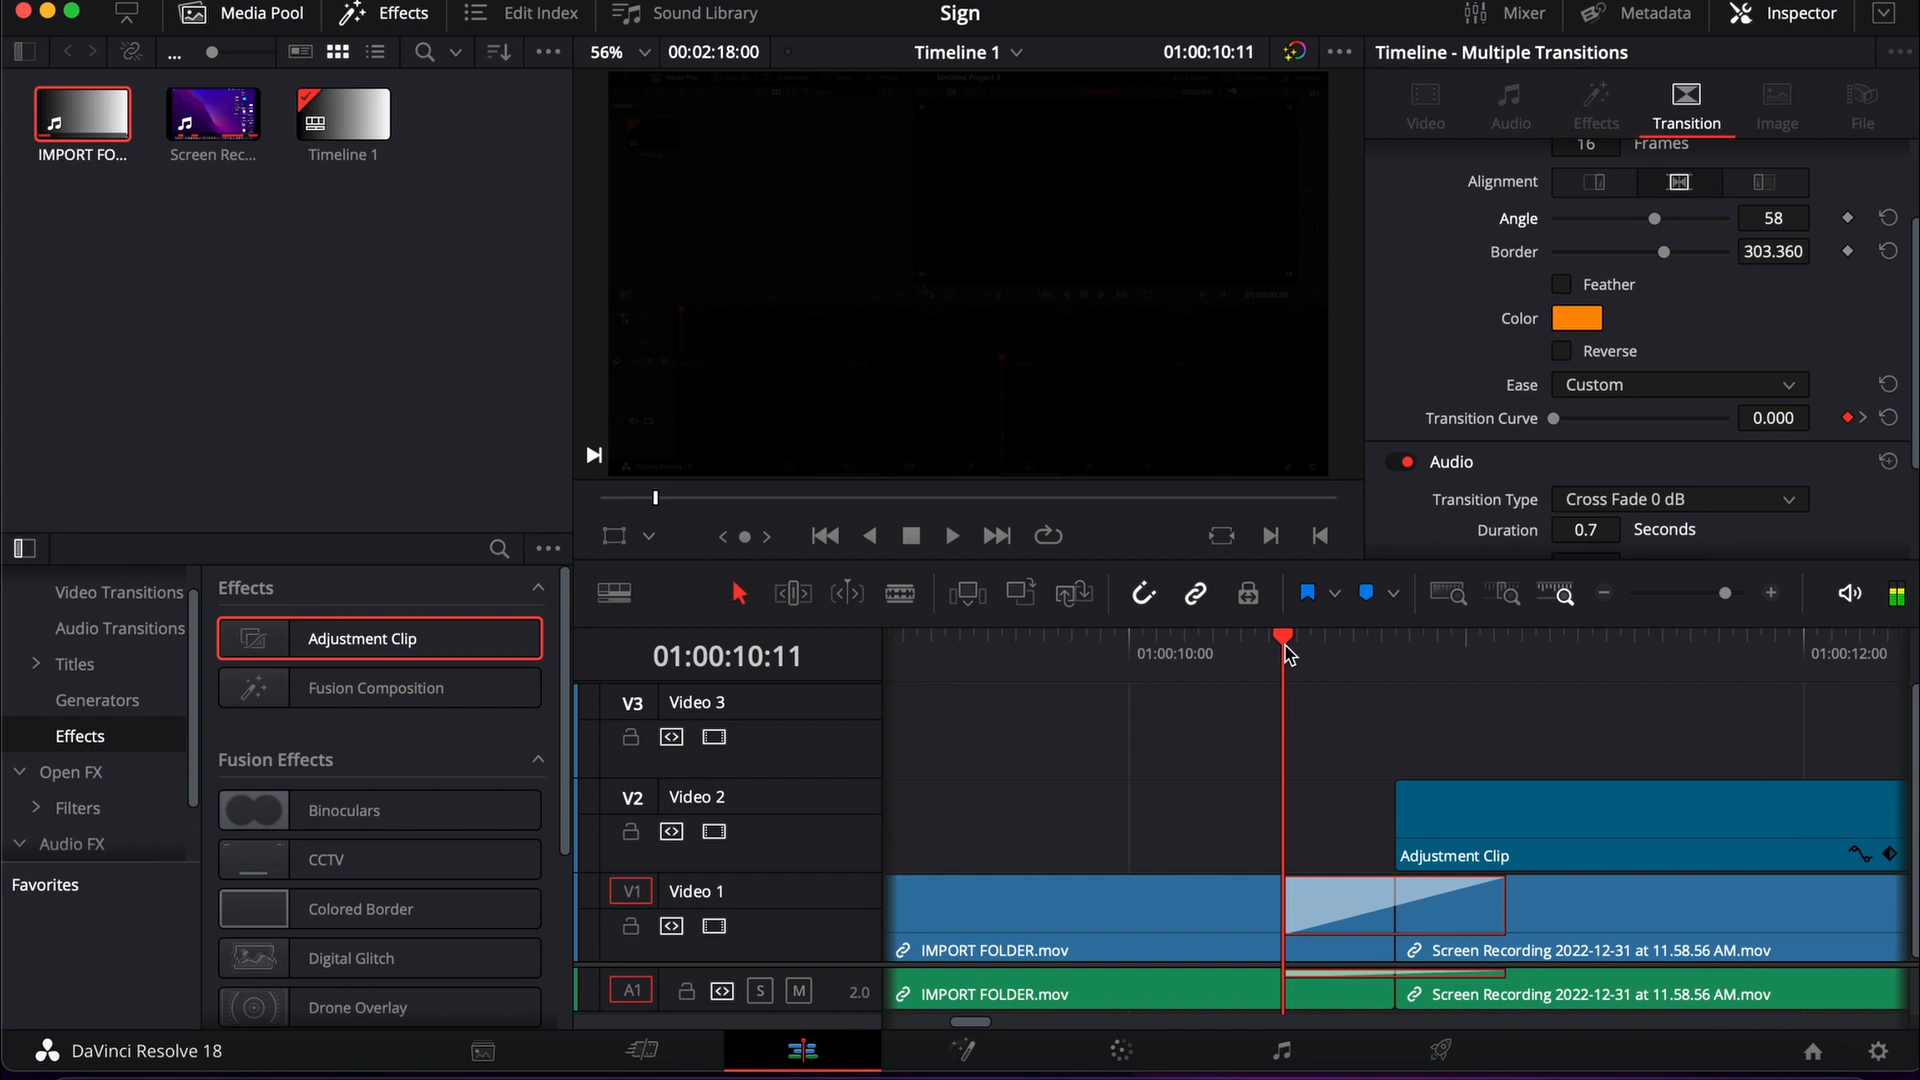 Media Pool
Effects
Edit Index
Sound Library
Sign
Mixer
Metadata
Inspector
...
56%
00:02:18:00
Timeline 1
01:00:10:11
Timeline - Multiple Transitions
IMPORT FO...
Screen Rec...
Timeline 1
Video
Audio
Effects
Transition
Image
File
16
Frames
Alignment
Angle
58
Border
303.360
Feather
Color
Reverse
Ease
Custom
Transition Curve
0.000
Audio
Transition Type
Cross Fade 0 dB
Duration
0.7
Seconds
Video Transitions
Audio Transitions
Titles
Generators
Effects
Open FX
Filters
Audio FX
Favorites
Effects
Adjustment Clip
Fusion Composition
Fusion Effects
Binoculars
CCTV
Colored Border
Digital Glitch
Drone Overlay
01:00:10:11
01:00:10:00
01:00:12:00
V3
Video 3
V2
Video 2
Adjustment Clip
V1
Video 1
IMPORT FOLDER.mov
Screen Recording 2022-12-31 at 11.58.56 AM.mov
A1
S
M
2.0
IMPORT FOLDER.mov
Screen Recording 2022-12-31 at 11.58.56 AM.mov
DaVinci Resolve 18